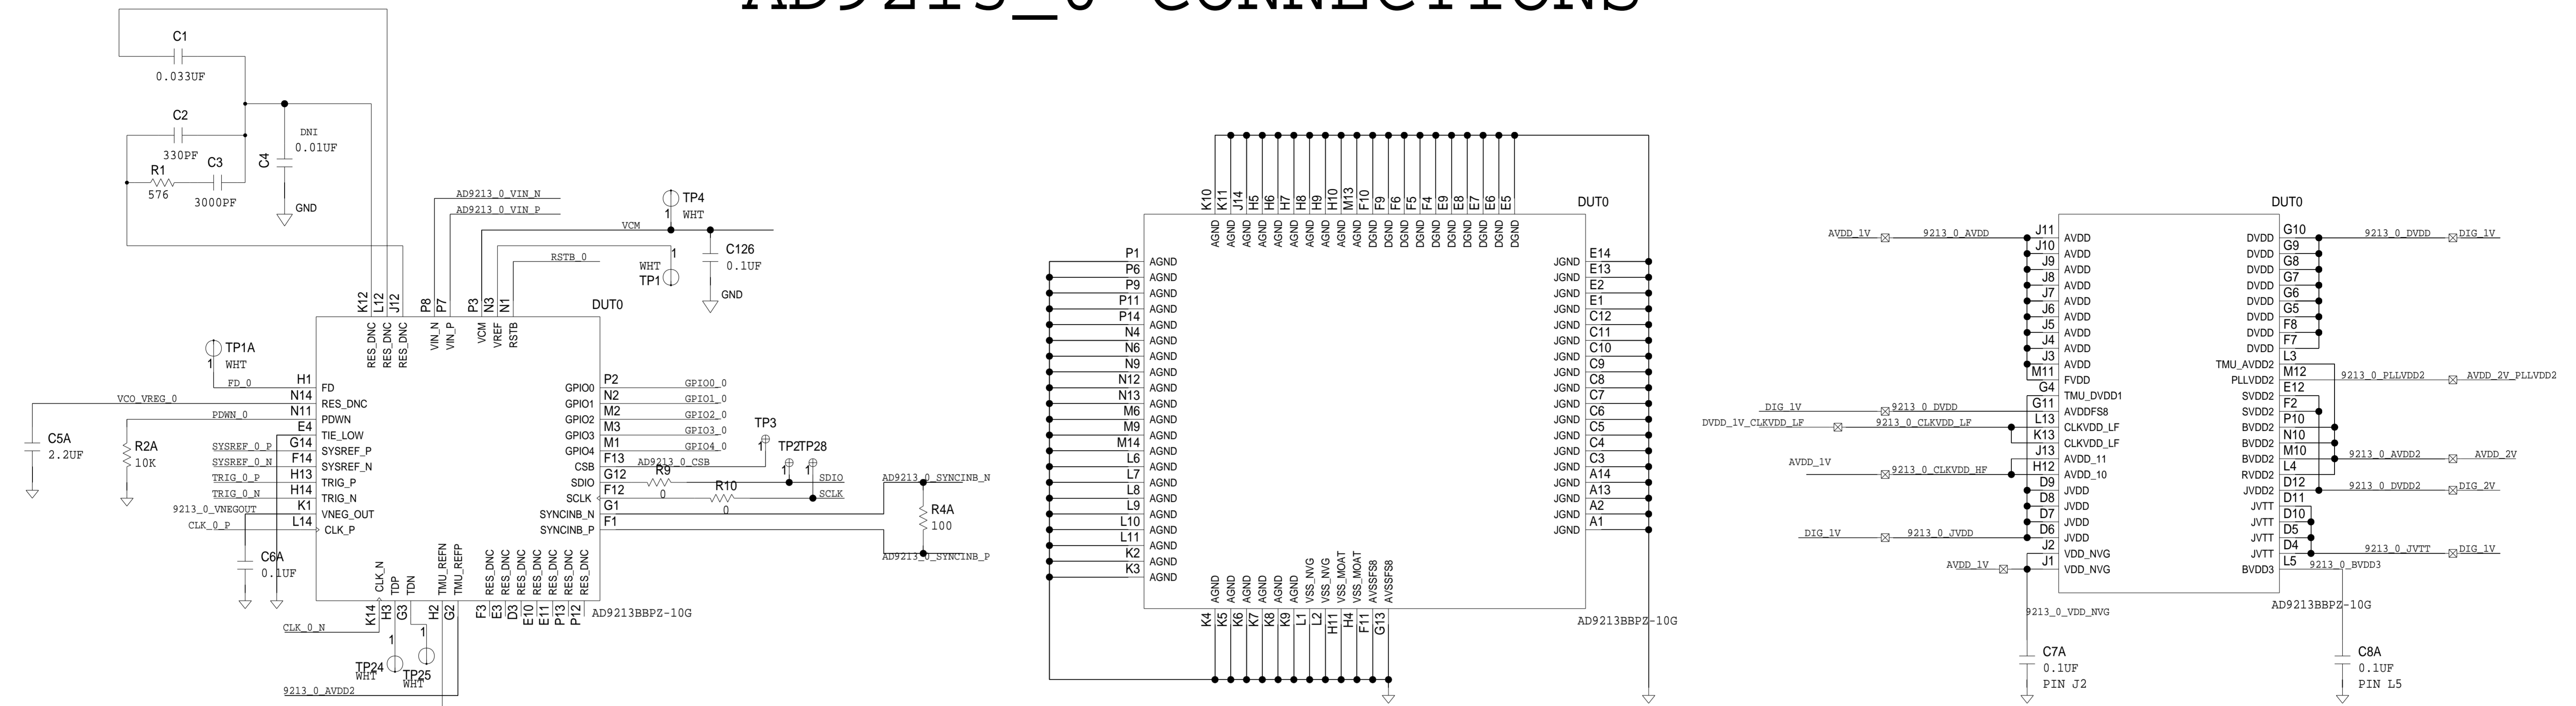 AD9213_0 CONNECTIONS
C1
0.033UF
C2
330PF
R1
576
C3
3000PF
DNI
0.01UF
C4
GND
AD9213_0_VIN_N
AD9213_0_VIN_P
VCM
RSTB_0
TP4
1
WHT
1
WHT
TP1
C126
0.1UF
GND
DUT0
K12
L12
J12
P8
P7
P3
N3
N1
RES_DNC
RES_DNC
RES_DNC
VIN_N
VIN_P
VCM
VREF
RSTB
TP1A
1
WHT
FD_0
VCO_VREG_0
PDWN_0
SYSREF_0_P
SYSREF_0_N
TRIG_0_P
TRIG_0_N
9213_0_VNEGOUT
CLK_0_P
C5A
2.2UF
R2A
10K
C6A
0.1UF
H1 FD
N14 RES_DNC
N11 PDWN
E4 TIE_LOW
G14 SYSREF_P
F14 SYSREF_N
H13 TRIG_P
H14 TRIG_N
K1 VNEG_OUT
L14 CLK_P
GPIO0 P2 GPIO0_0
GPIO1 N2 GPIO1_0
GPIO2 M2 GPIO2_0
GPIO3 M3 GPIO3_0
GPIO4 M1 GPIO4_0
CSB F13 AD9213_0_CSB
SDIO G12 R9 0 SDIO
SCLK F12 R10 0 SCLK
SYNCINB_N G1 AD9213_0_SYNCINB_N
SYNCINB_P F1 AD9213_0_SYNCINB_P
TP3
1
TP2
1
TP28
1
R4A
100
CLK_N
TDP
TDN
TMU_REFN
TMU_REFP
RES_DNC
RES_DNC
RES_DNC
RES_DNC
RES_DNC
RES_DNC
RES_DNC
K14
H3
G3
H2
G2
F3
E3
D3
E10
E11
P13
P12
AD9213BBPZ-10G
CLK_0_N
1
1
TP24
WHT
TP25
WHT
9213_0_AVDD2
K10
K11
J14
H5
H6
H7
H8
H9
H10
M13
F10
F9
F6
F5
F4
E9
E8
E7
E6
E5
DUT0
AGND
AGND
AGND
AGND
AGND
AGND
AGND
AGND
AGND
AGND
DGND
DGND
DGND
DGND
DGND
DGND
DGND
DGND
DGND
DGND
P1 AGND
P6 AGND
P9 AGND
P11 AGND
P14 AGND
N4 AGND
N6 AGND
N9 AGND
N12 AGND
N13 AGND
M6 AGND
M9 AGND
M14 AGND
L6 AGND
L7 AGND
L8 AGND
L9 AGND
L10 AGND
L11 AGND
K2 AGND
K3 AGND
JGND E14
JGND E13
JGND E2
JGND E1
JGND C12
JGND C11
JGND C10
JGND C9
JGND C8
JGND C7
JGND C6
JGND C5
JGND C4
JGND C3
JGND A14
JGND A13
JGND A2
JGND A1
AGND
AGND
AGND
AGND
AGND
AGND
VSS_NVG
VSS_NVG
VSS_MOAT
VSS_MOAT
AVSSFS8
AVSSFS8
K4
K5
K6
K7
K8
K9
L1
L2
H11
H4
F11
G13
AD9213BBPZ-10G
DUT0
AVDD_1V 9213_0_AVDD
DIG_1V 9213_0_DVDD
DVDD_1V_CLKVDD_LF 9213_0_CLKVDD_LF
AVDD_1V 9213_0_CLKVDD_HF
DIG_1V 9213_0_JVDD
AVDD_1V
J11 AVDD
J10 AVDD
J9 AVDD
J8 AVDD
J7 AVDD
J6 AVDD
J5 AVDD
J4 AVDD
J3 AVDD
M11 FVDD
G4 TMU_DVDD1
G11 AVDDFS8
L13 CLKVDD_LF
K13 CLKVDD_LF
J13 AVDD_11
H12 AVDD_10
D9 JVDD
D8 JVDD
D7 JVDD
D6 JVDD
J2 VDD_NVG
J1 VDD_NVG
DVDD G10
DVDD G9
DVDD G8
DVDD G7
DVDD G6
DVDD G5
DVDD F8
DVDD F7
TMU_AVDD2 L3
PLLVDD2 M12
SVDD2 E12
SVDD2 F2
BVDD2 P10
BVDD2 N10
BVDD2 M10
RVDD2 L4
JVDD2 D12
JVTT D11
JVTT D10
JVTT D5
JVTT D4
BVDD3 L5
9213_0_DVDD DIG_1V
9213_0_PLLVDD2 AVDD_2V_PLLVDD2
9213_0_AVDD2 AVDD_2V
9213_0_DVDD2 DIG_2V
9213_0_JVTT DIG_1V
9213_0_BVDD3
AD9213BBPZ-10G
9213_0_VDD_NVG
C7A
0.1UF
PIN J2
C8A
0.1UF
PIN L5